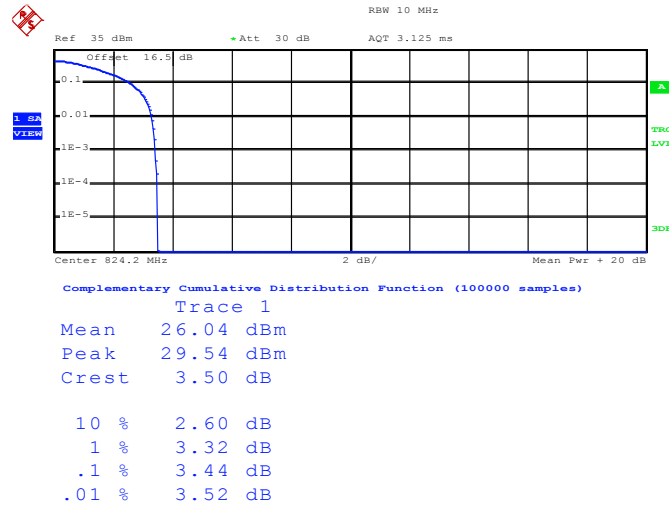 RBW 10 MHz
Ref 35 dBm ★Att 30 dB AQT 3.125 ms
Offset 16.5 dB
0.1
A
0.01
1 SA
VIEW
1E-3
1E-4
1E-5
Center 824.2 MHz 2 dB/ Mean Pwr + 20 dB
Complementary Cumulative Distribution Function (100000 samples)
Trace 1
Mean 26.04 dBm
Peak 29.54 dBm
Crest 3.50 dB
10 % 2.60 dB
1 % 3.32 dB
.1 % 3.44 dB
.01 % 3.52 dB